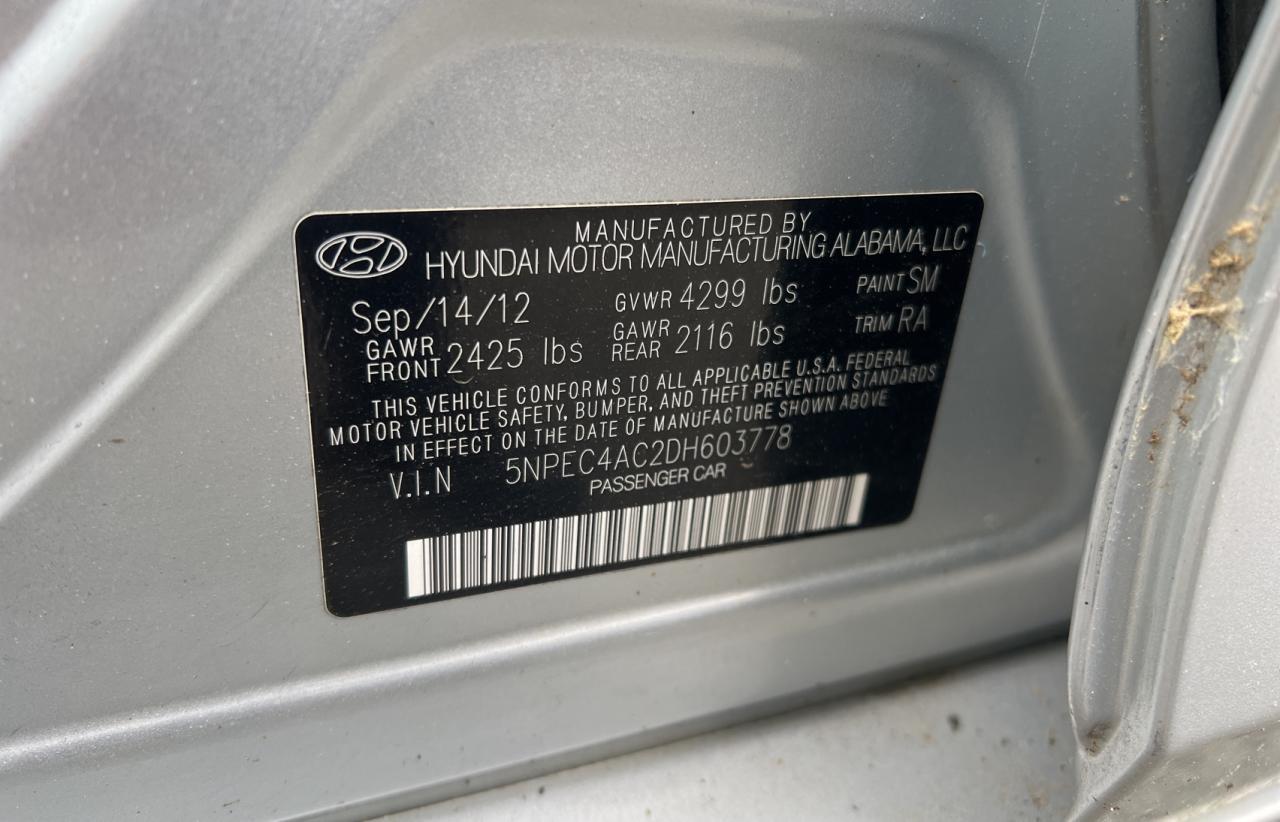 MANUFACTURED BY
HYUNDAI MOTOR MANUFACTURING ALABAMA, LLC
Sep/14/12 GVWR 4299 lbs PAINT SM
GAWR FRONT 2425 lbs GAWR REAR 2116 lbs TRIM RA
THIS VEHICLE CONFORMS TO ALL APPLICABLE U.S.A. FEDERAL
MOTOR VEHICLE SAFETY, BUMPER, AND THEFT PREVENTION STANDARDS
IN EFFECT ON THE DATE OF MANUFACTURE SHOWN ABOVE
V.I.N 5NPEC4AC2DH603778
PASSENGER CAR